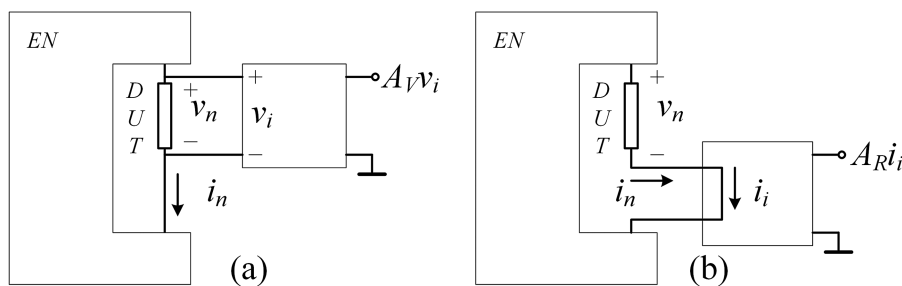 EN
D
U
T
+
v_n
−
+
v_i
−
A_V v_i
i_n
(a)
EN
D
U
T
+
v_n
−
i_n
i_i
A_R i_i
(b)